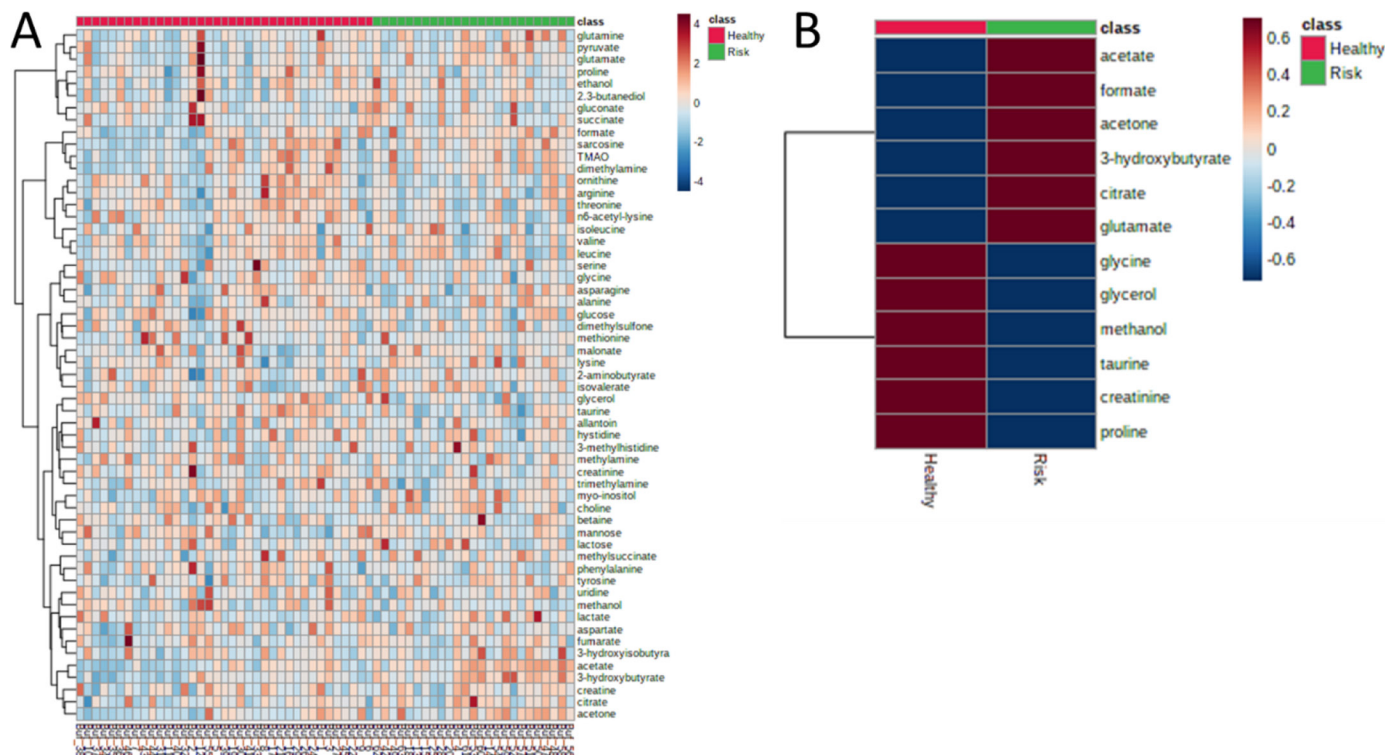 A
class
glutamine
pyruvate
glutamate
proline
ethanol
2.3-butanediol
gluconate
succinate
formate
sarcosine
TMAO
dimethylamine
ornithine
arginine
threonine
n6-acetyl-lysine
isoleucine
valine
leucine
serine
glycine
asparagine
alanine
glucose
dimethylsulfone
methionine
malonate
lysine
2-aminobutyrate
isovalerate
glycerol
taurine
allantoin
hystidine
3-methylhistidine
methylamine
creatinine
trimethylamine
myo-inositol
choline
betaine
mannose
lactose
methylsuccinate
phenylalanine
tyrosine
uridine
methanol
lactate
aspartate
fumarate
3-hydroxyisobutyra
acetate
3-hydroxybutyrate
creatine
citrate
acetone
4
2
0
-2
-4
class
Healthy
Risk
B
class
acetate
formate
acetone
3-hydroxybutyrate
citrate
glutamate
glycine
glycerol
methanol
taurine
creatinine
proline
Healthy
Risk
0.6
0.4
0.2
0
-0.2
-0.4
-0.6
class
Healthy
Risk